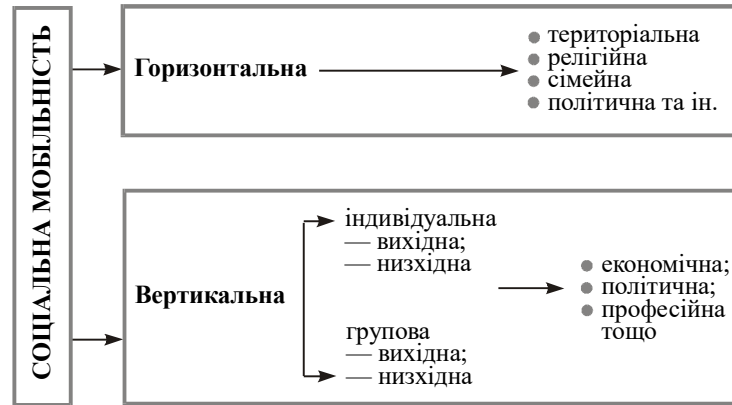 СОЦІАЛЬНА МОБІЛЬНІСТЬ
Горизонтальна
● територіальна
● релігійна
● сімейна
● політична та ін.
Вертикальна
індивідуальна
— вихідна;
— низхідна
групова
— вихідна;
— низхідна
● економічна;
● політична;
● професійна
тощо